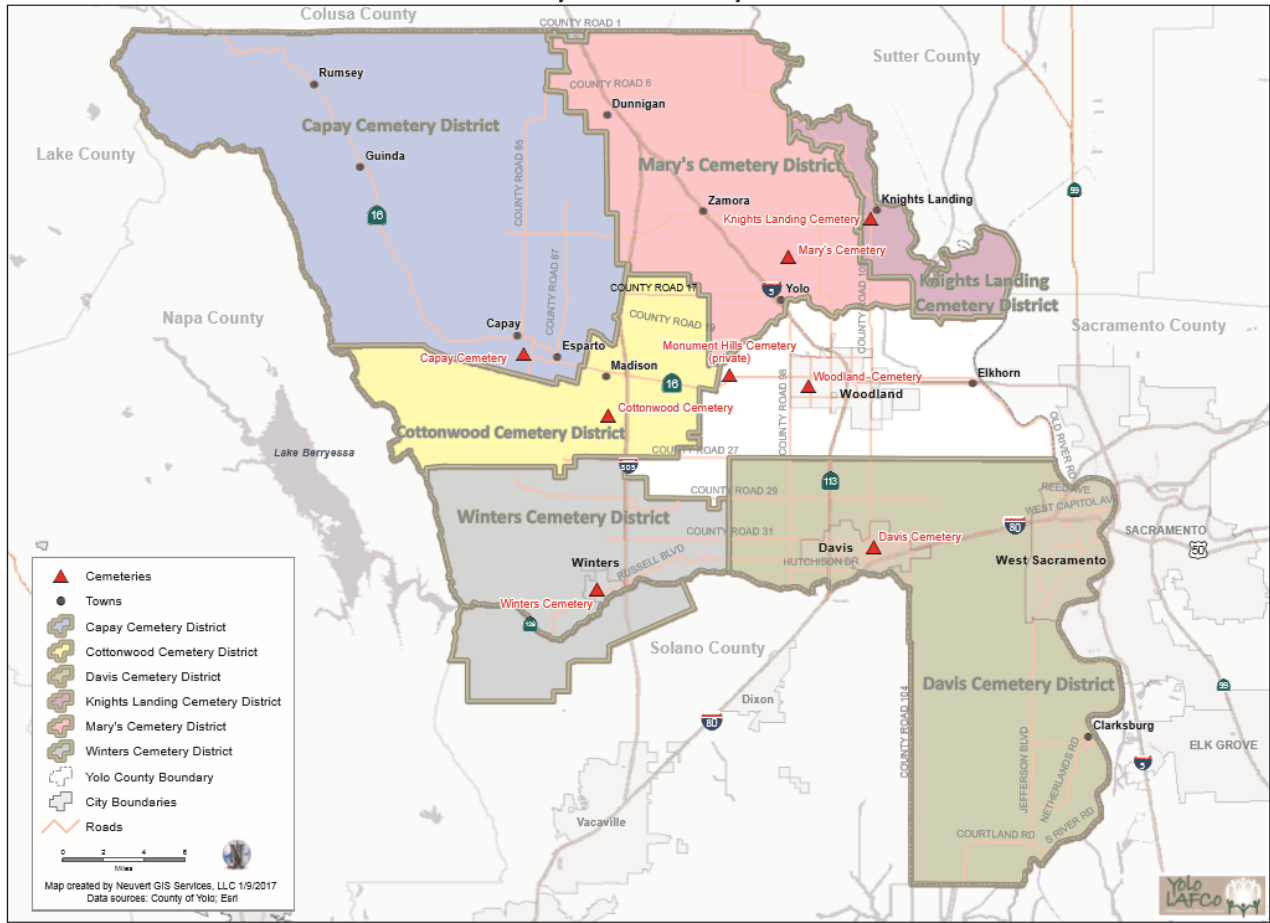 Colusa County
COUNTY ROAD 1
Sutter County
Rumsey
COUNTY ROAD 6
Dunnigan
Capay Cemetery District
Lake County
COUNTY ROAD 85
Guinda
Mary's Cemetery District
99
16
Zamora
Knights Landing
Knights Landing Cemetery
Mary's Cemetery
COUNTY ROAD 87
5
Yolo
Knights Landing
Cemetery District
COUNTY ROAD 17
Napa County
COUNTY ROAD 19
Sacramento County
Capay
Esparto
Capay Cemetery
Monument Hills Cemetery
(private)
Madison
16
Woodland Cemetery
Elkhorn
Woodland
COUNTY ROAD 98
Cottonwood Cemetery
Cottonwood Cemetery District
OLD RIVER RD
Lake Berryessa
COUNTY ROAD 27
505
113
COUNTY ROAD 29
REED AVE
WEST CAPITOL AVE
Winters Cemetery District
COUNTY ROAD 31
80
SACRAMENTO
50
Davis Cemetery
Davis
HUTCHISON DR
West Sacramento
Winters
RUSSELL BLVD
Winters Cemetery
128
Solano County
Davis Cemetery District
99
Dixon
80
COUNTY ROAD 104
Clarksburg
ELK GROVE
JEFFERSON BLVD
NETHERLANDS RD
5
Vacaville
S RIVER RD
COURTLAND RD
Cemeteries
Towns
Capay Cemetery District
Cottonwood Cemetery District
Davis Cemetery District
Knights Landing Cemetery District
Mary's Cemetery District
Winters Cemetery District
Yolo County Boundary
City Boundaries
Roads
0 2 4 8
Miles
N
Map created by Neuvert GIS Services, LLC 1/9/2017
Data sources: County of Yolo; Esri
Yolo
LAFCo